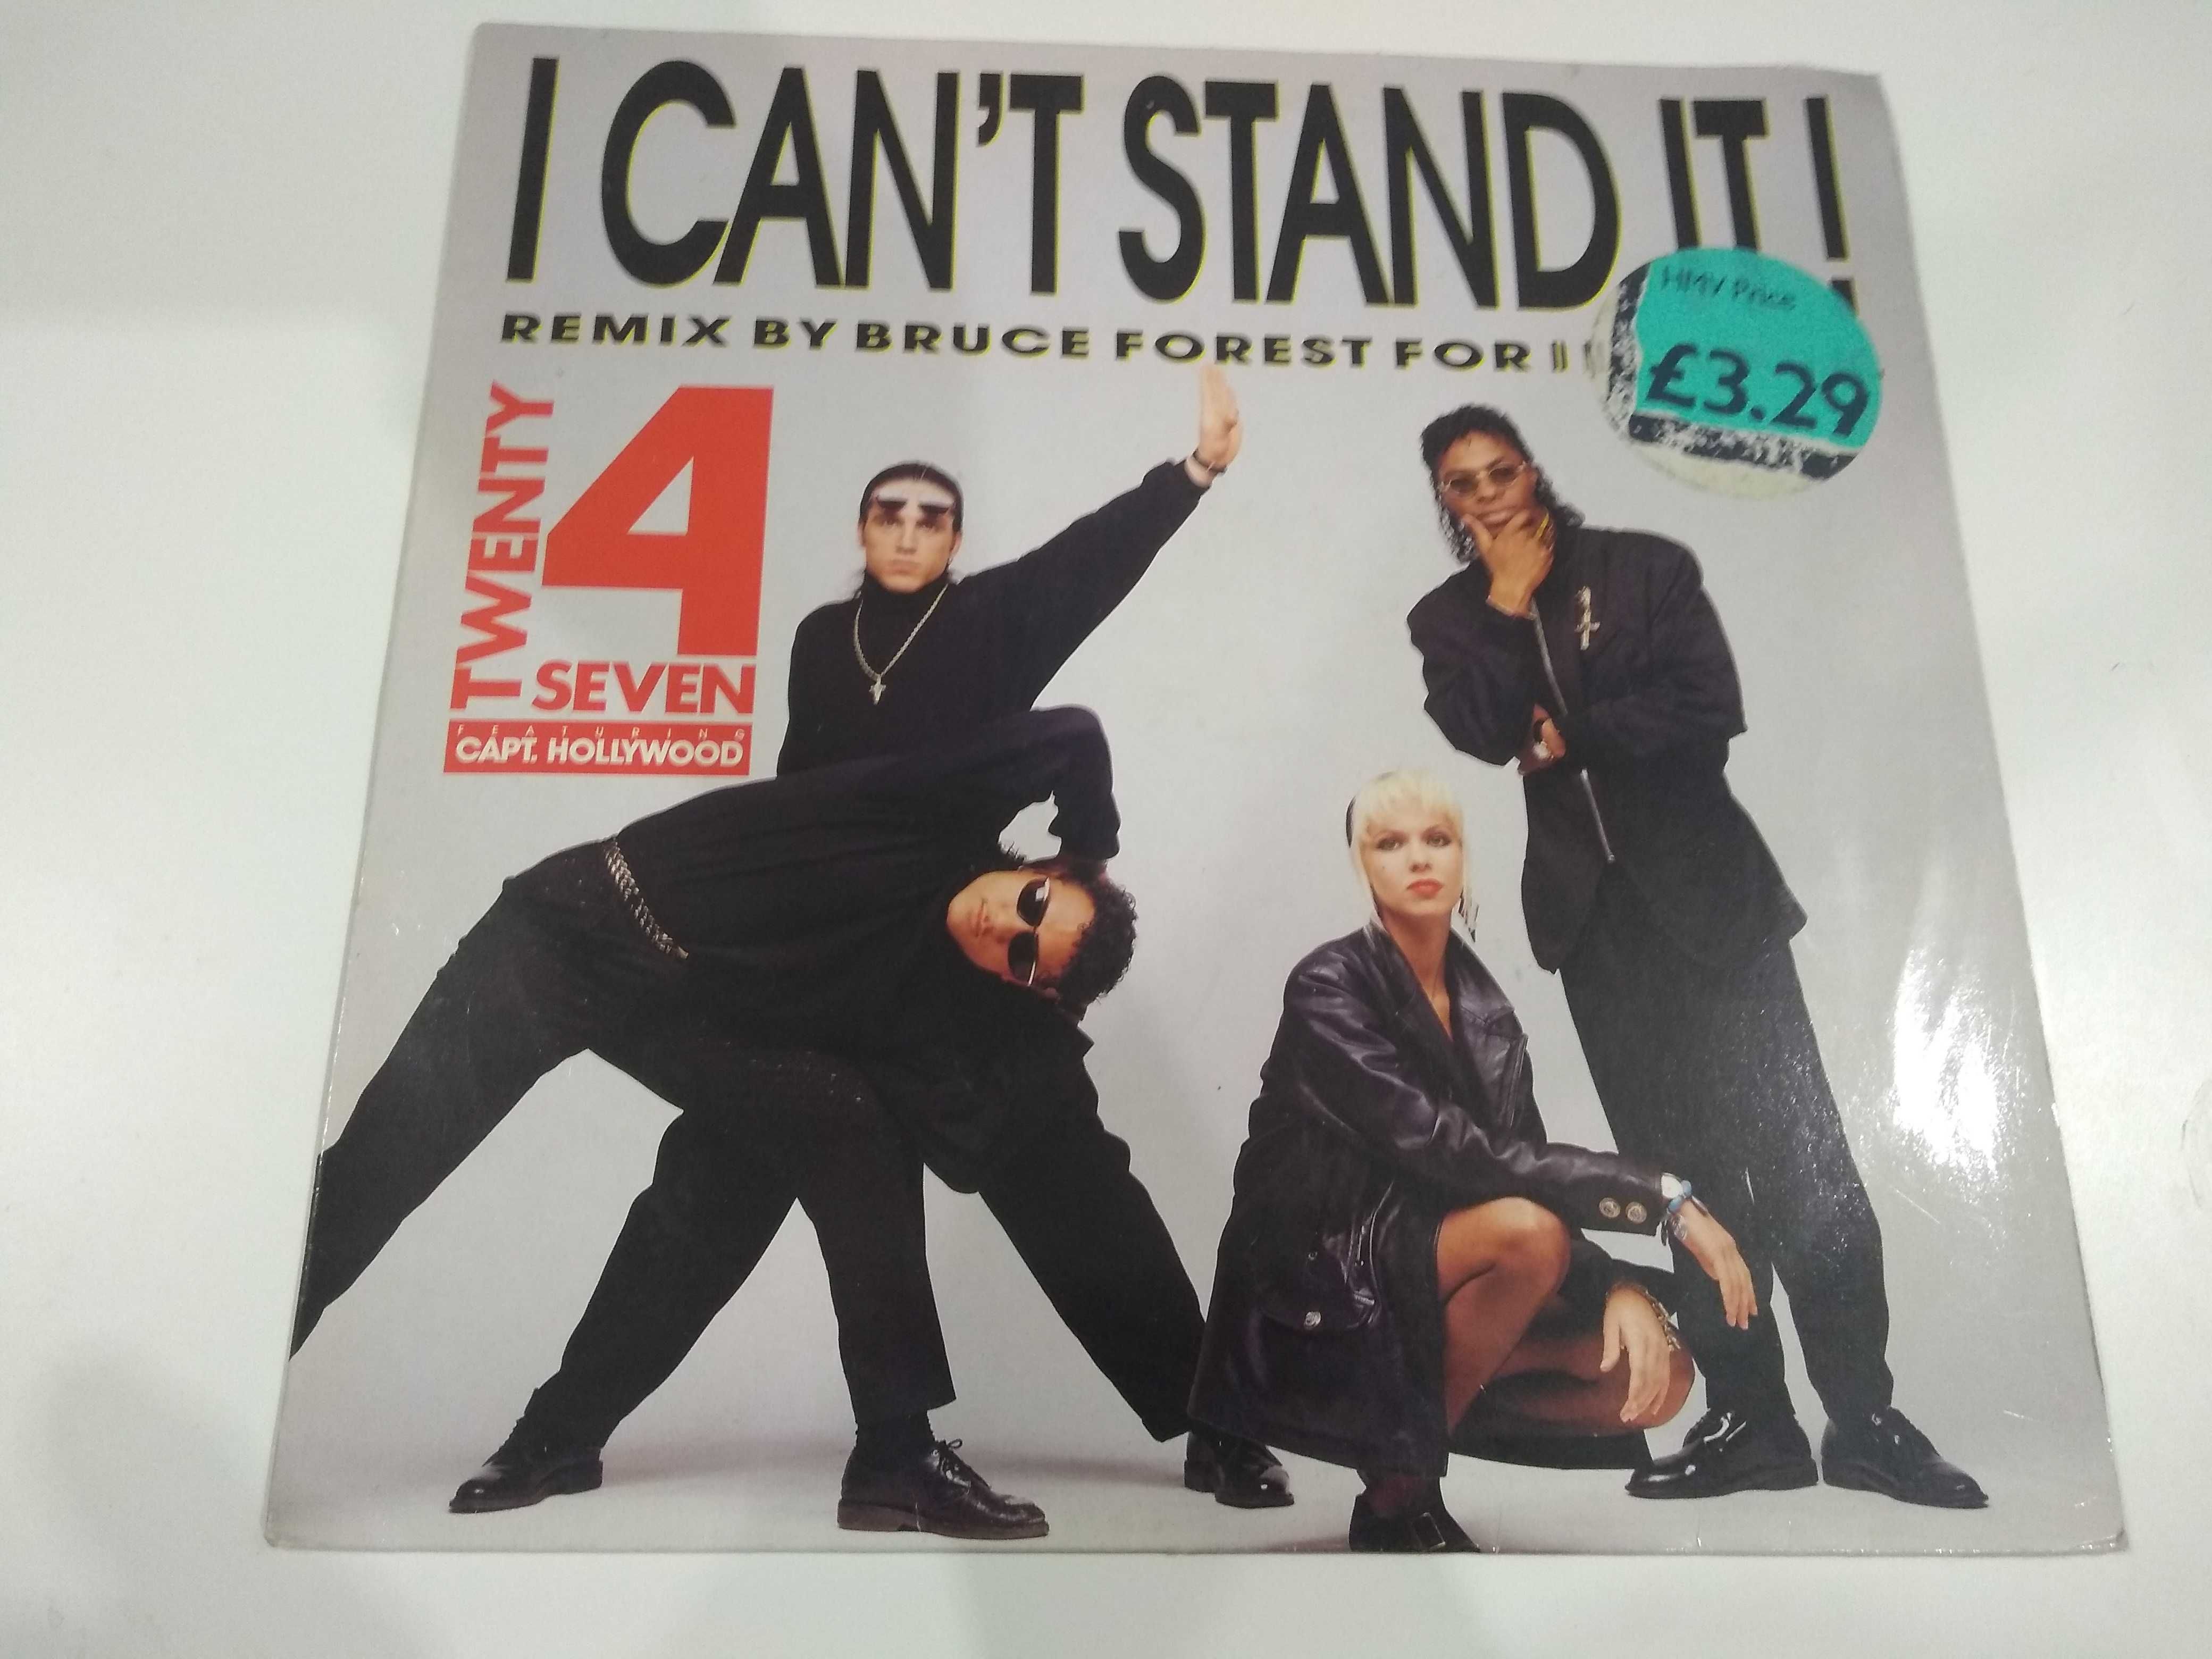 I CAN'T STAND IT!
REMIX BY BRUCE FOREST FOR
HMV Price
£3.29
TWENTY
4
SEVEN
FEATURING
CAPT. HOLLYWOOD